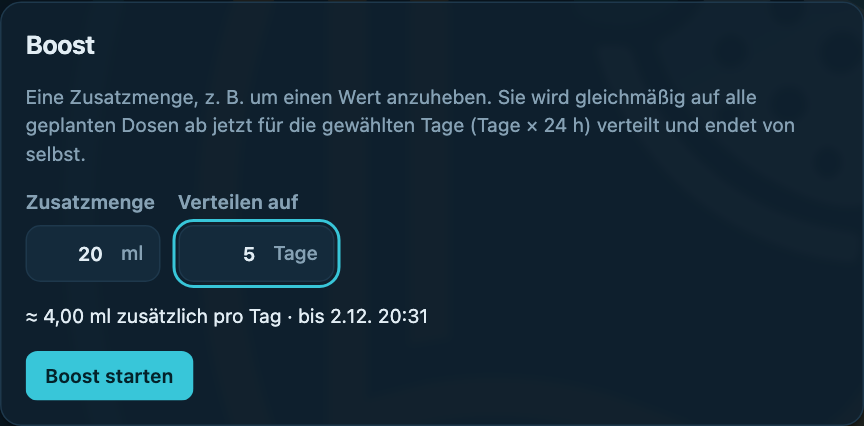 Boost
Eine Zusatzmenge, z. B. um einen Wert anzuheben. Sie wird gleichmäßig auf alle
geplanten Dosen ab jetzt für die gewählten Tage (Tage × 24 h) verteilt und endet von
selbst.
Zusatzmenge Verteilen auf
20 ml 5 Tage
≈ 4,00 ml zusätzlich pro Tag · bis 2.12. 20:31
Boost starten